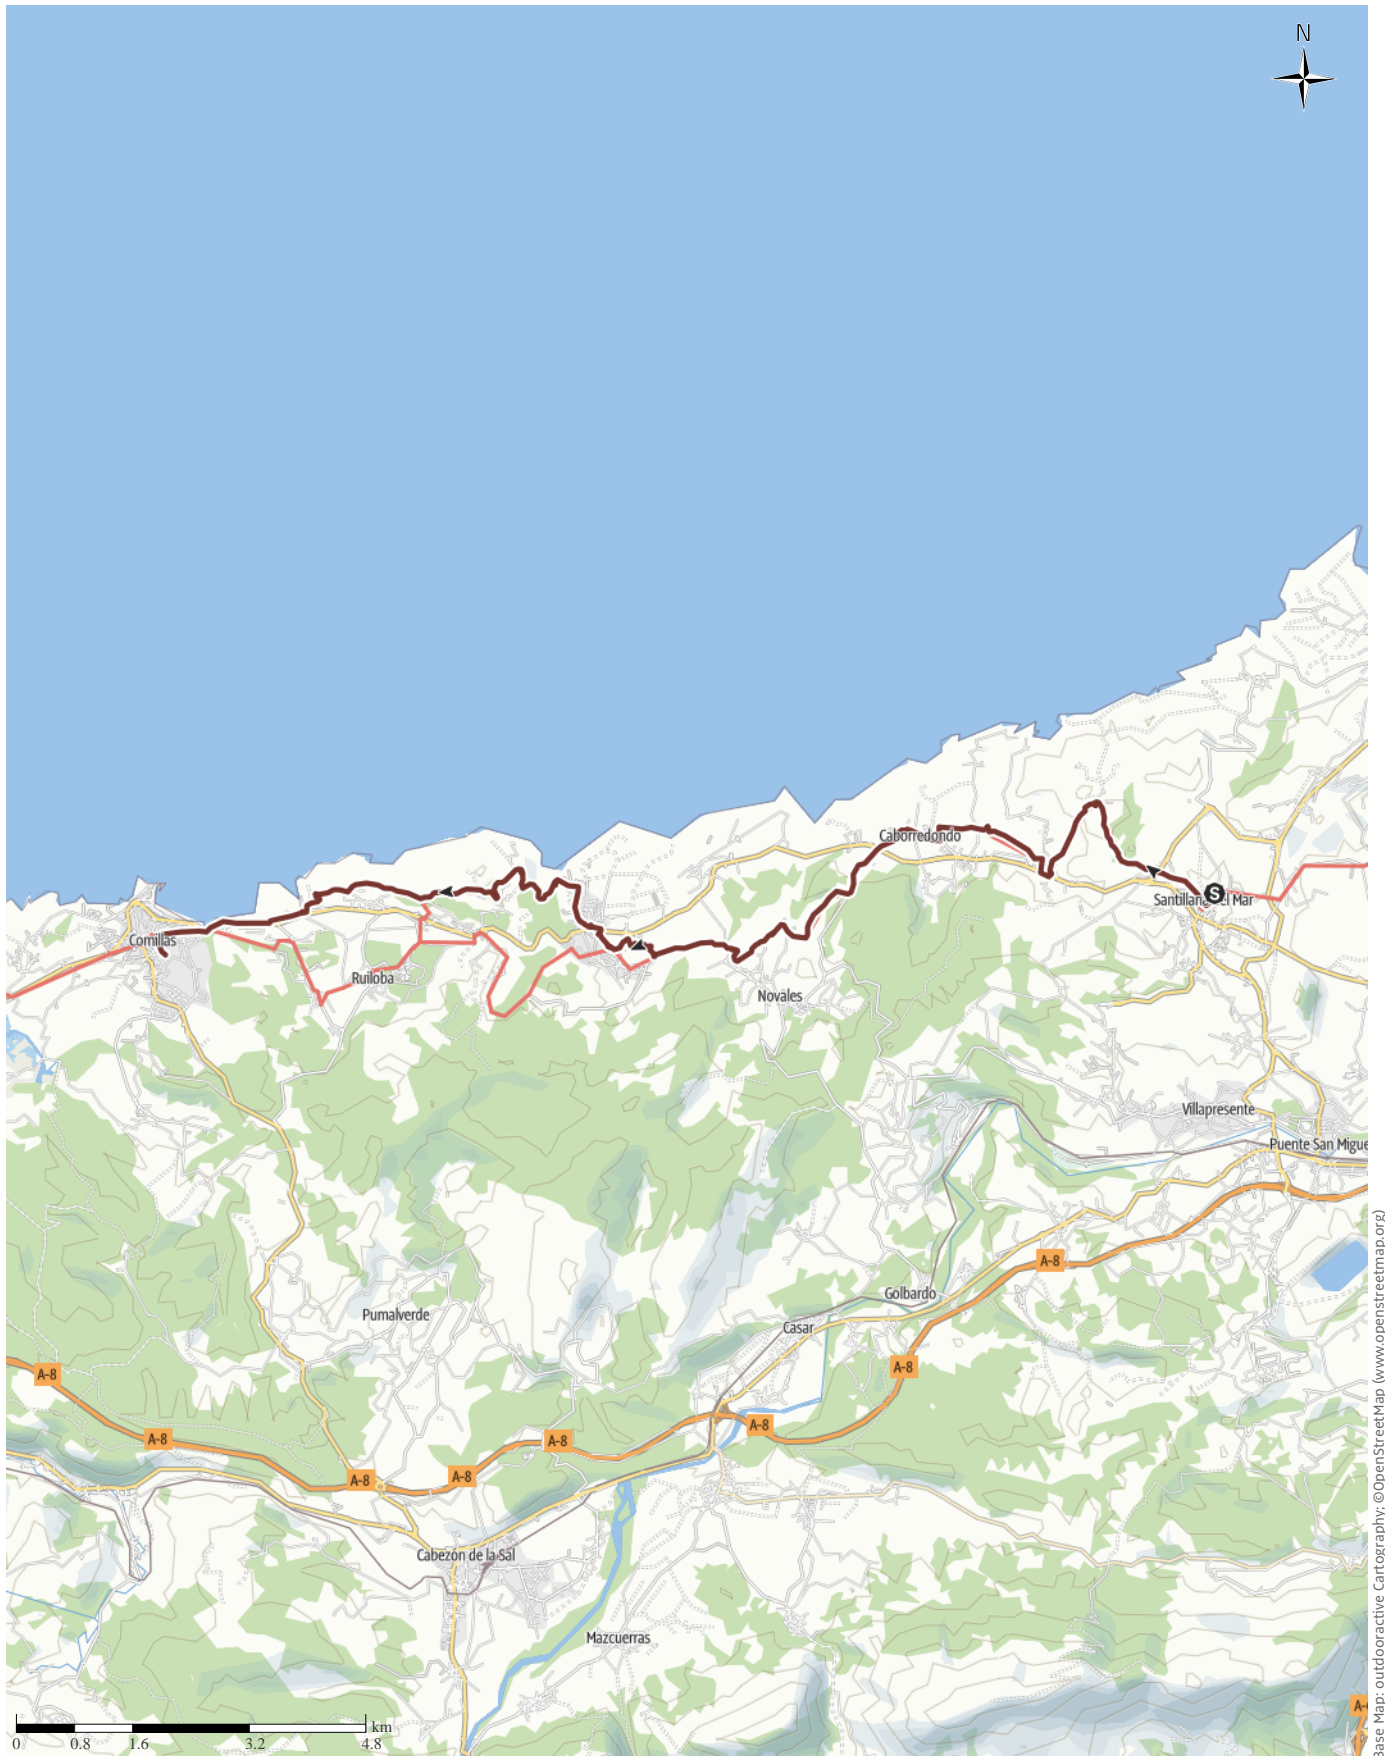 N
Caborredondo
Santillana del Mar
Comillas
Ruiloba
Novales
Villapresente
Puente San Migue
A-8
Golbardo
Pumalverde
Casar
A-8
A-8
A-8
A-8
A-8
A-8
A-8
Cabezón de la Sal
Mazcuerras
km
0 0.8 1.6 3.2 4.8
S
Base Map: outdooractive Cartography; ©OpenStreetMap (www.openstreetmap.org)